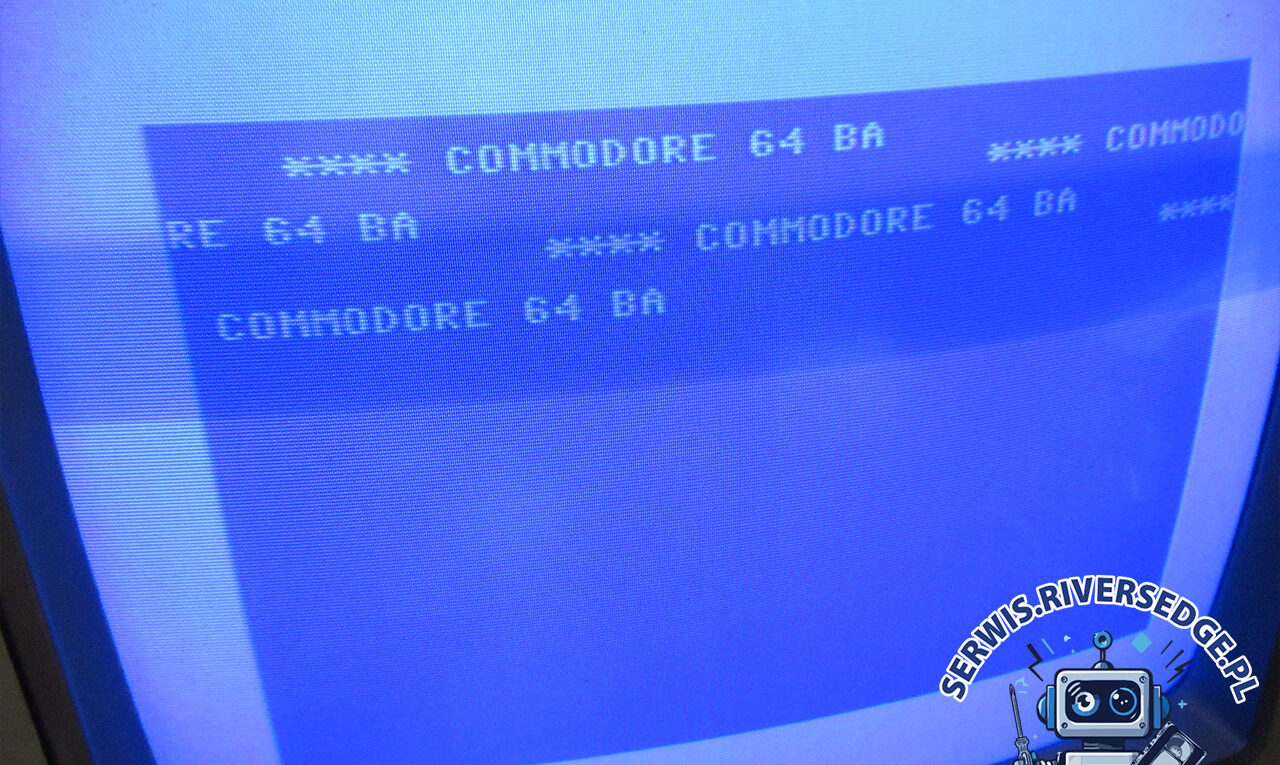 **** COMMODORE 64 BA **** COMMODO
RE 64 BA **** COMMODORE 64 BA ****
COMMODORE 64 BA
SERWIS.RIVERSEDGE.PL